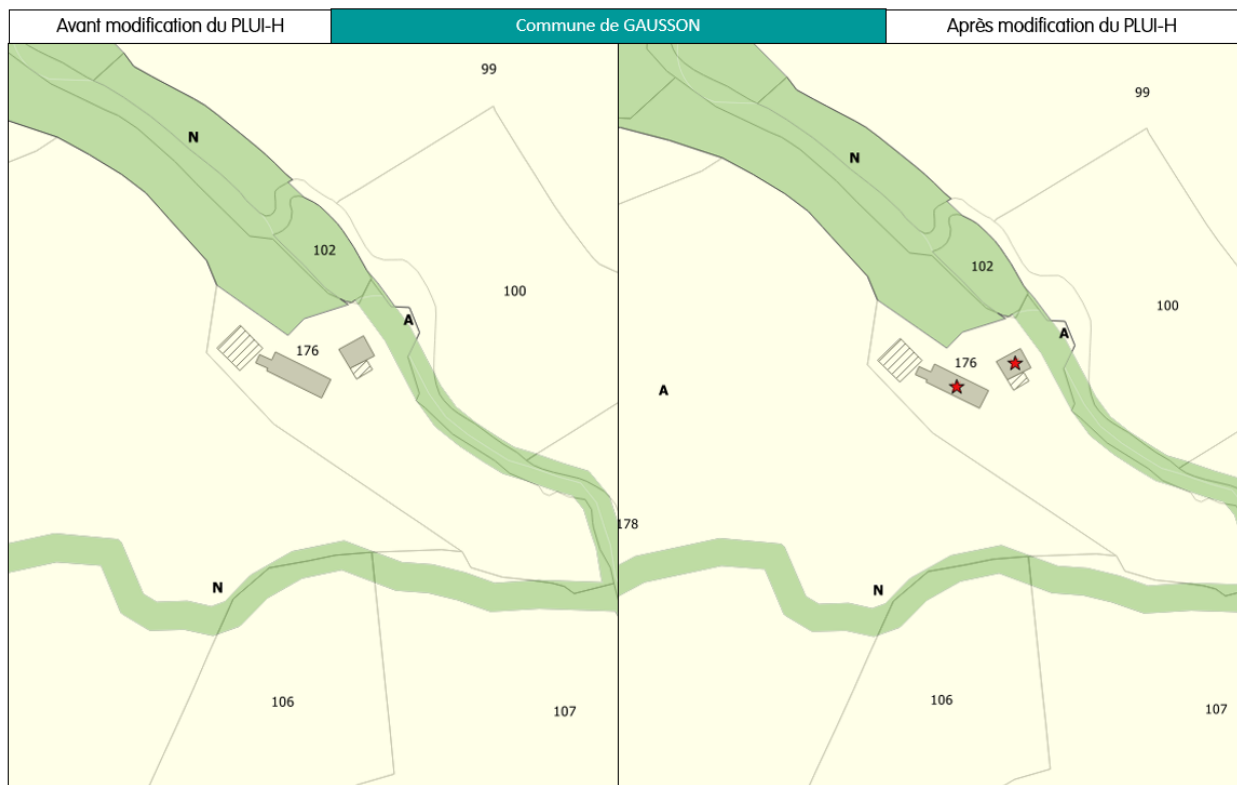 Avant modification du PLUI-H
Commune de GAUSSON
Après modification du PLUI-H
99
N
102
100
A
176
178
N
106
107
99
N
102
100
A
176
A
N
106
107